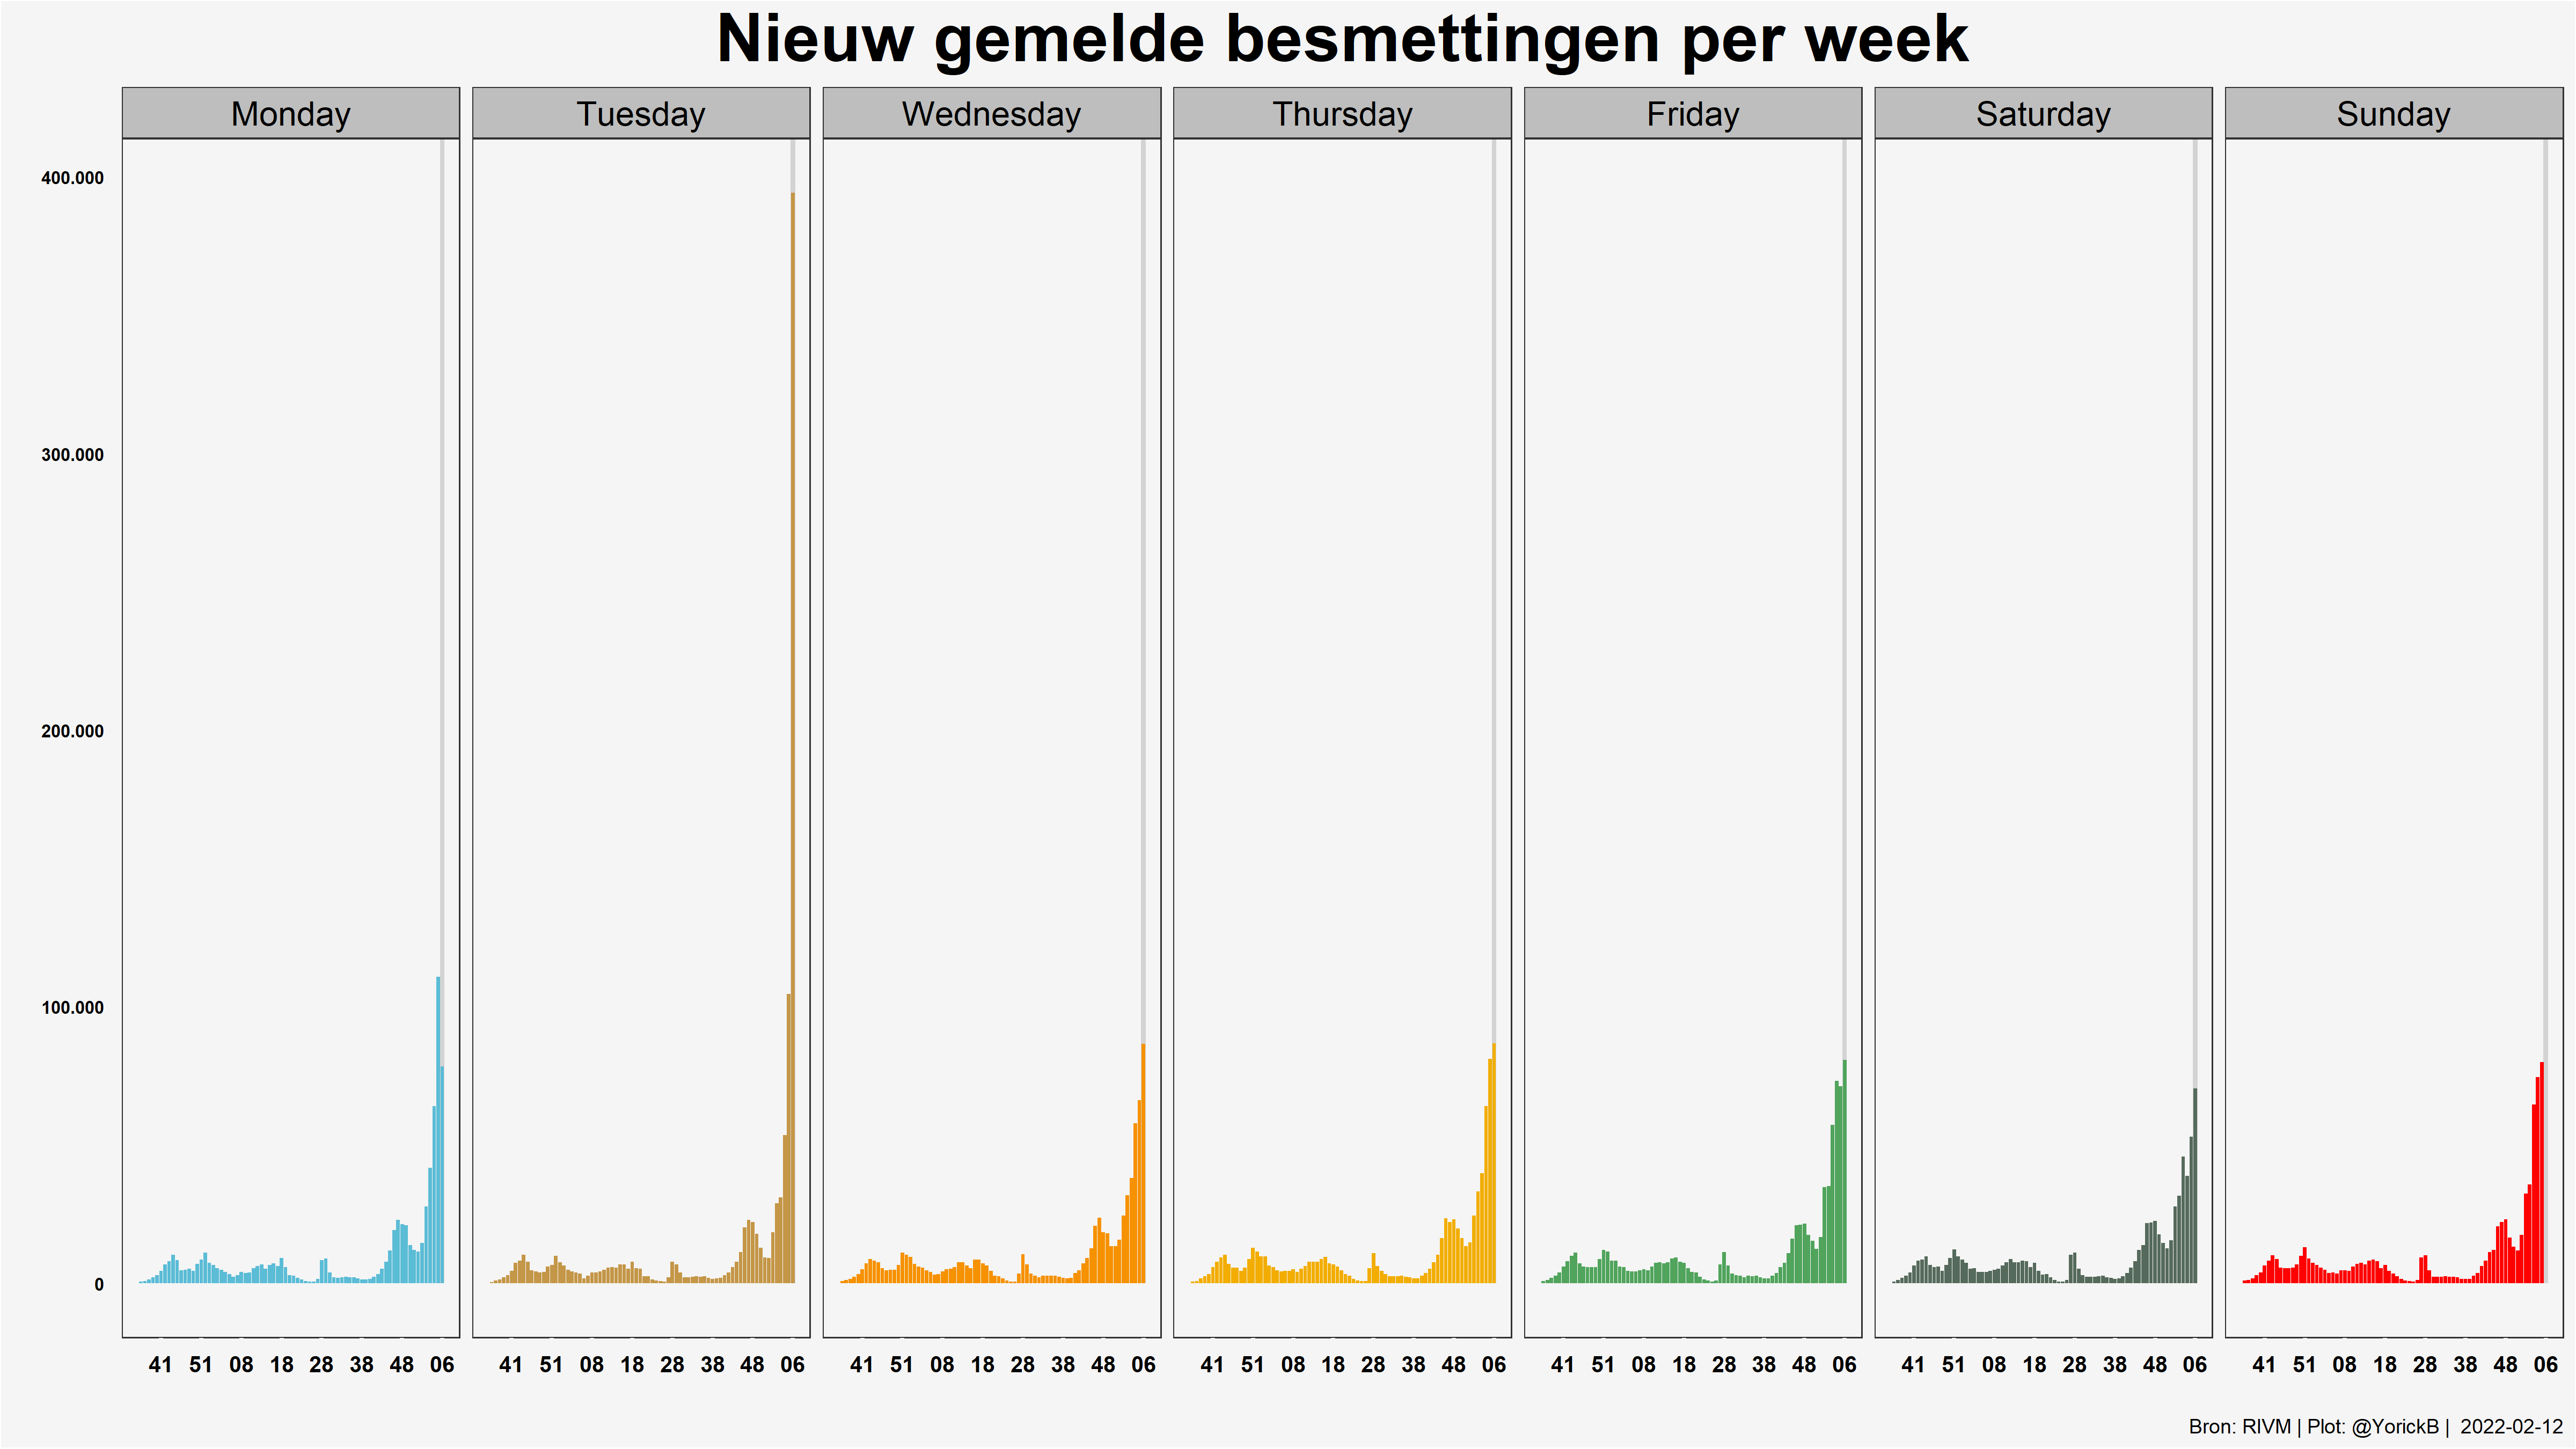 Nieuw gemelde besmettingen per week
Monday Tuesday Wednesday Thursday Friday Saturday Sunday
400.000
300.000
200.000
100.000
0
41 51 08 18 28 38 48 06 41 51 08 18 28 38 48 06 41 51 08 18 28 38 48 06 41 51 08 18 28 38 48 06 41 51 08 18 28 38 48 06 41 51 08 18 28 38 48 06 41 51 08 18 28 38 48 06
Bron: RIVM | Plot: @YorickB | 2022-02-12